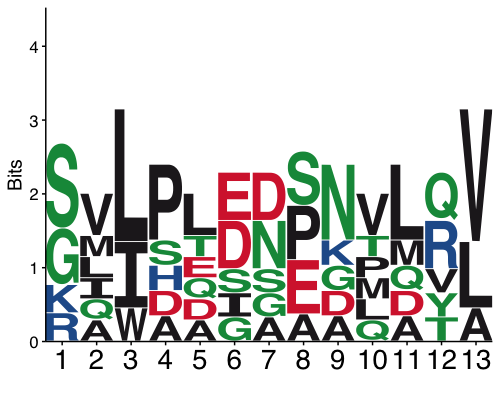 Bits
4
3
2
1
0
S G K R
V M L I Q A
L I W
P S H D A
L T E Q D A
E D S I G
D N S G A
S P E A
N K G D A
V T P M L Q
L M Q D A
Q R V Y T
V L A
1 2 3 4 5 6 7 8 9 10 11 12 13